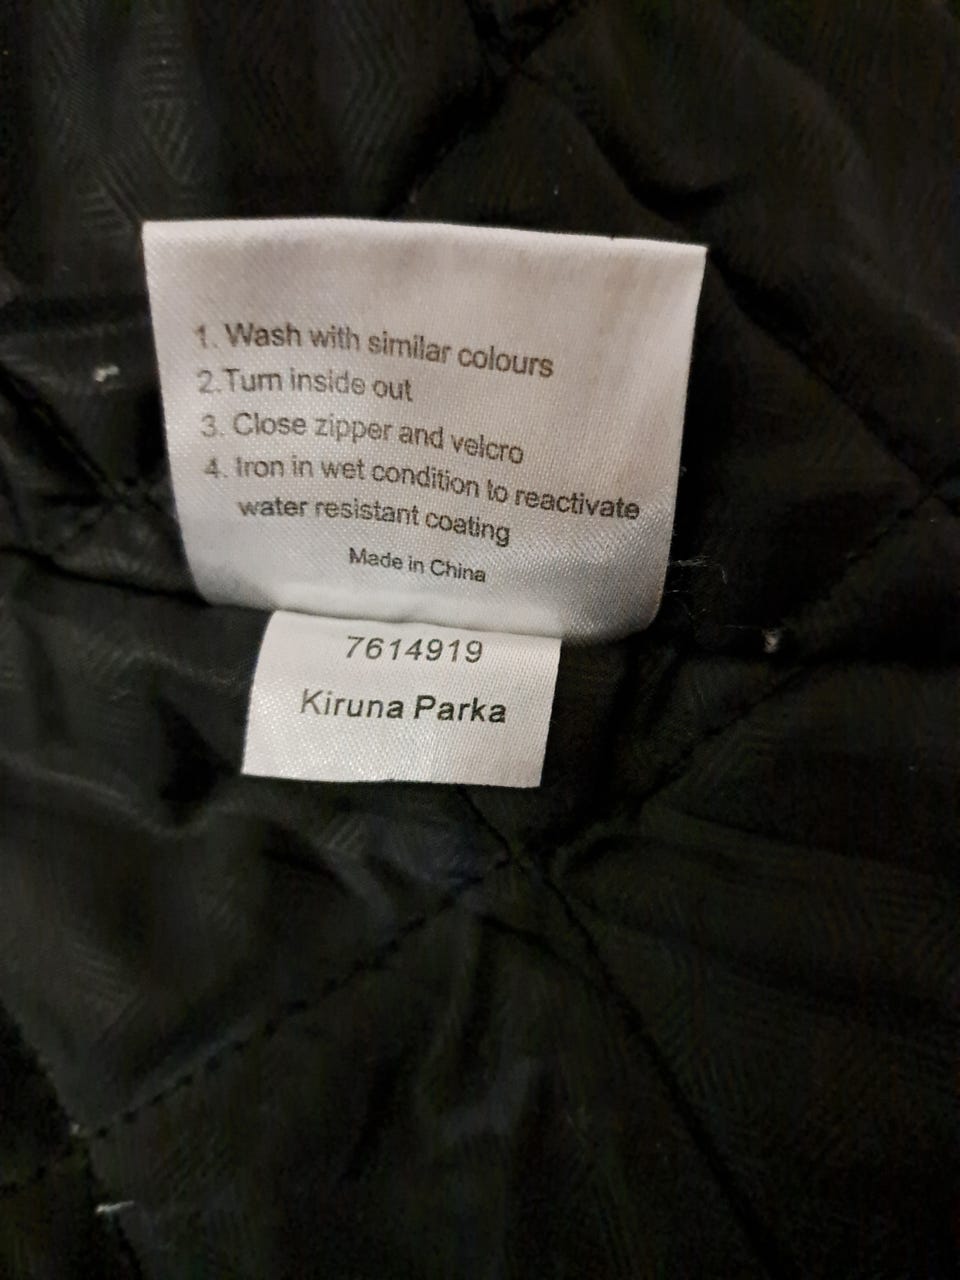 1. Wash with similar colours
2. Turn inside out
3. Close zipper and velcro
4. Iron in wet condition to reactivate
water resistant coating
Made in China
7614919
Kiruna Parka